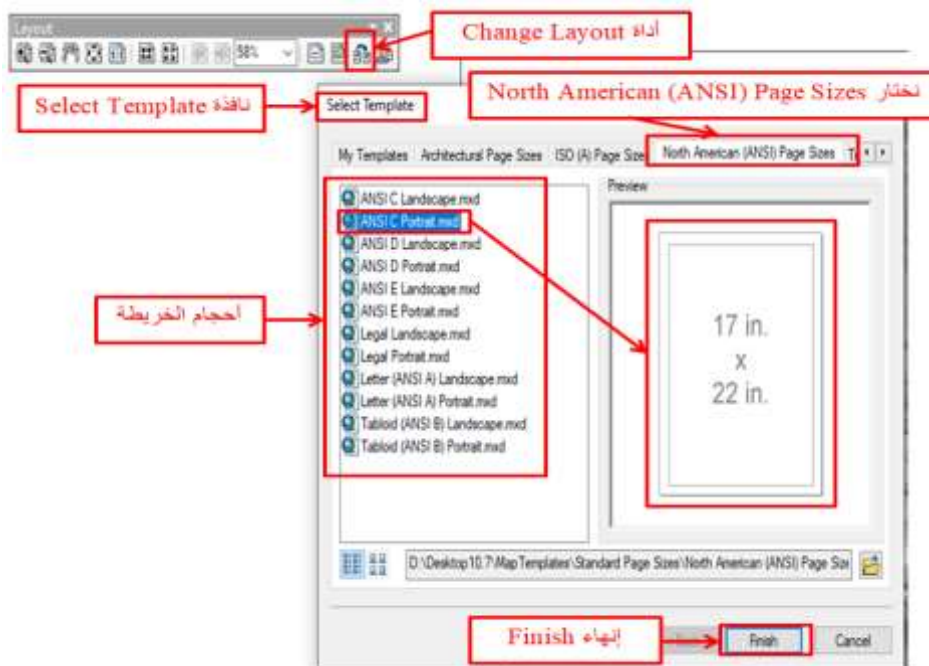 Layout
98%
أداة Change Layout
نافذة Select Template
Select Template
نختار North American (ANSI) Page Sizes
My Templates
Architectural Page Sizes
ISO (A) Page Size
North American (ANSI) Page Sizes
Preview
ANSI C Landscape.mxd
ANSI C Portrait.mxd
ANSI D Landscape.mxd
ANSI D Portrait.mxd
ANSI E Landscape.mxd
ANSI E Portrait.mxd
Legal Landscape.mxd
Legal Portrait.mxd
Letter (ANSI A) Landscape.mxd
Letter (ANSI A) Portrait.mxd
Tabloid (ANSI B) Landscape.mxd
Tabloid (ANSI B) Portrait.mxd
أحجام الخريطة
17 in.
x
22 in.
D:\Desktop10.7\MapTemplates\Standard Page Sizes\North American (ANSI) Page Size
إنهاء Finish
Finish
Cancel